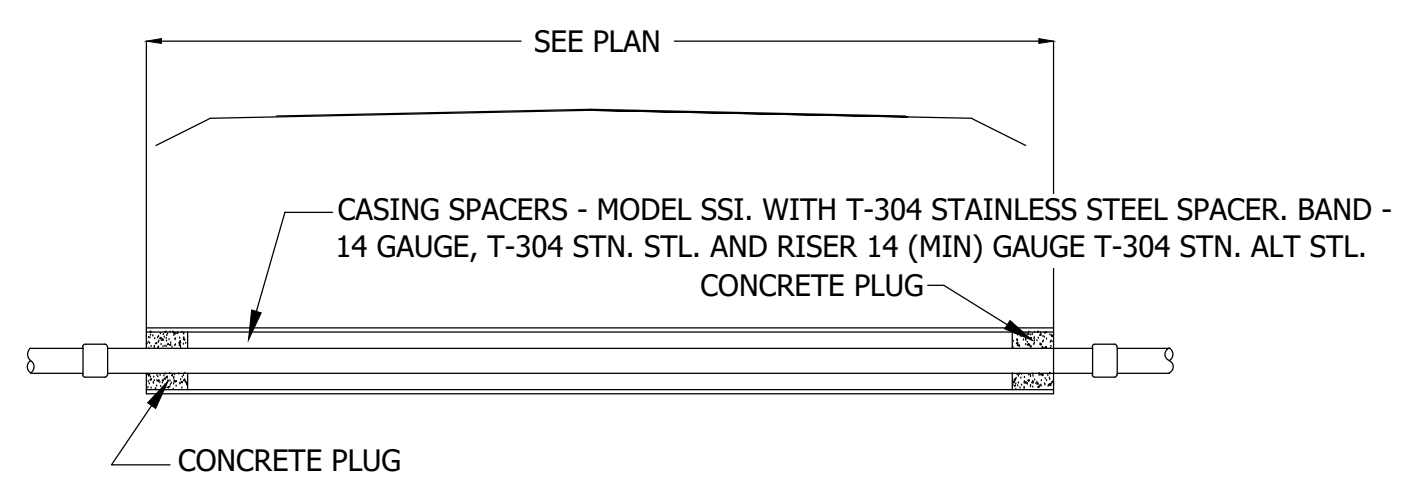 SEE PLAN
CASING SPACERS - MODEL SSI. WITH T-304 STAINLESS STEEL SPACER. BAND -
14 GAUGE, T-304 STN. STL. AND RISER 14 (MIN) GAUGE T-304 STN. ALT STL.
CONCRETE PLUG
CONCRETE PLUG